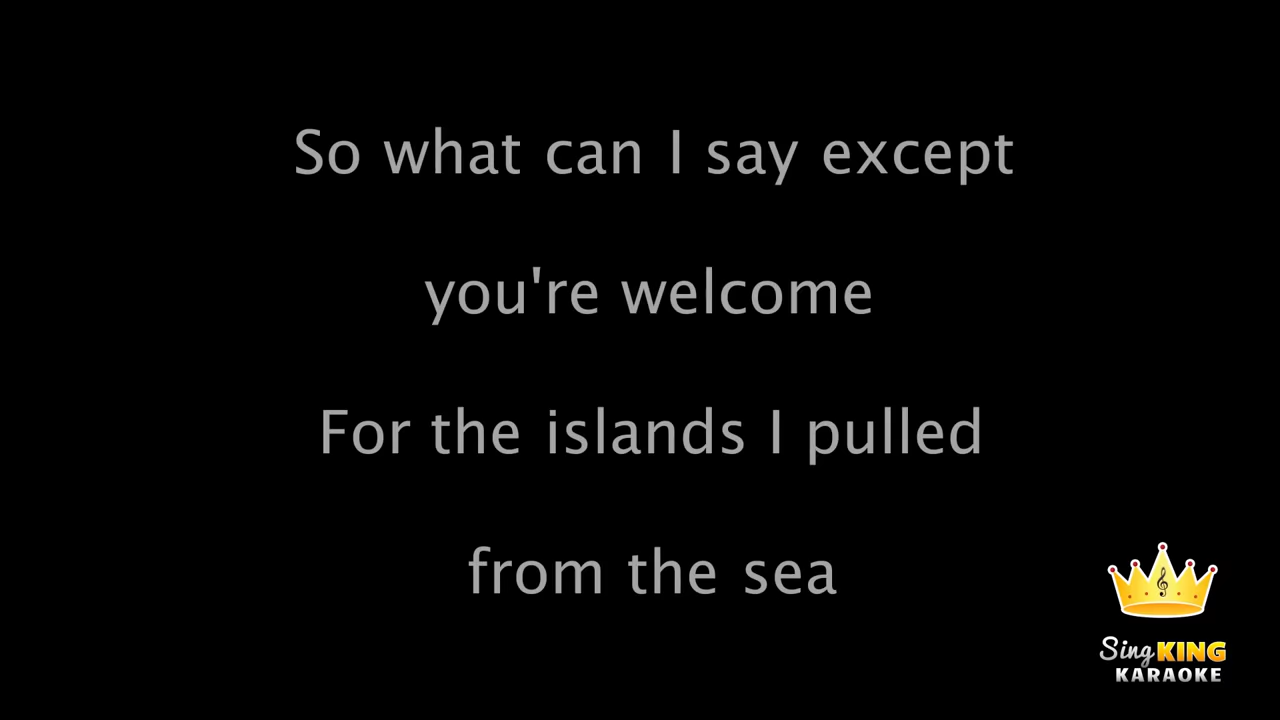 So what can I say except
you're welcome
For the islands I pulled
from the sea
Sing KING
KARAOKE